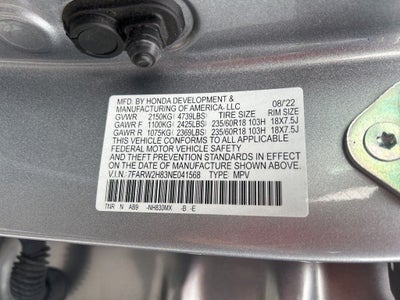 MFD. BY HONDA DEVELOPMENT & 08/22
MANUFACTURING OF AMERICA, LLC
GVWR 2150KG(4739LBS) TIRE SIZE RIM SIZE
GAWR F 1100KG(2425LBS) 235/60R18 103H 18X7.5J
GAWR R 1075KG(2369LBS) 235/60R18 103H 18X7.5J
THIS VEHICLE CONFORMS TO ALL APPLICABLE
FEDERAL MOTOR VEHICLE SAFETY
AND THEFT PREVENTION STANDARDS IN EFFECT
ON THE DATE OF MANUFACTURE SHOWN ABOVE.
V.I.N.: 7FARW2H83NE041568 TYPE: MPV
TNR N AB9 -NH830MX -B -E